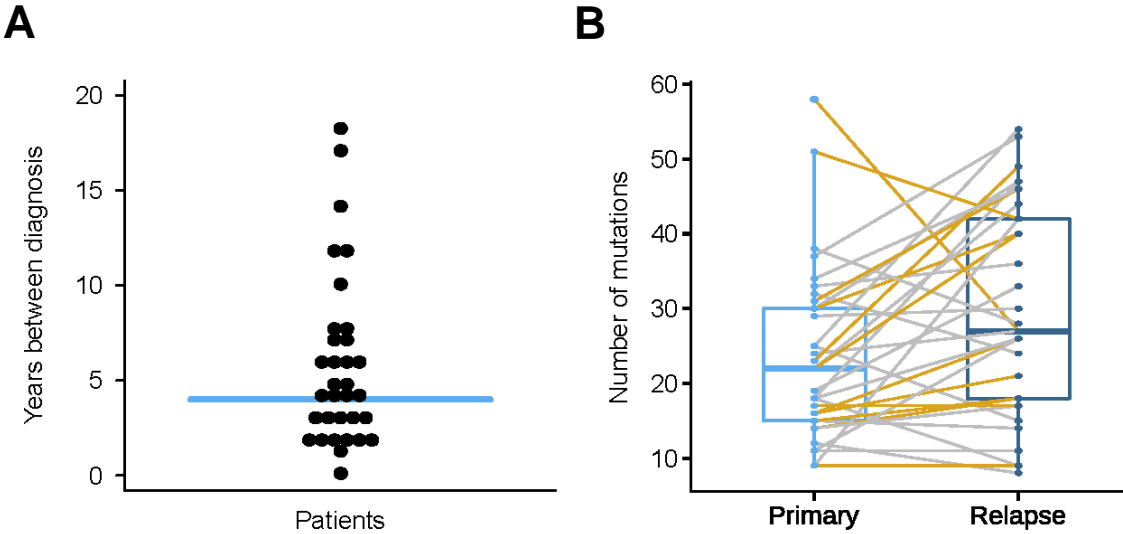 A
B
Years between diagnosis
20
15
10
5
0
Patients
Number of mutations
60
50
40
30
20
10
Primary
Relapse